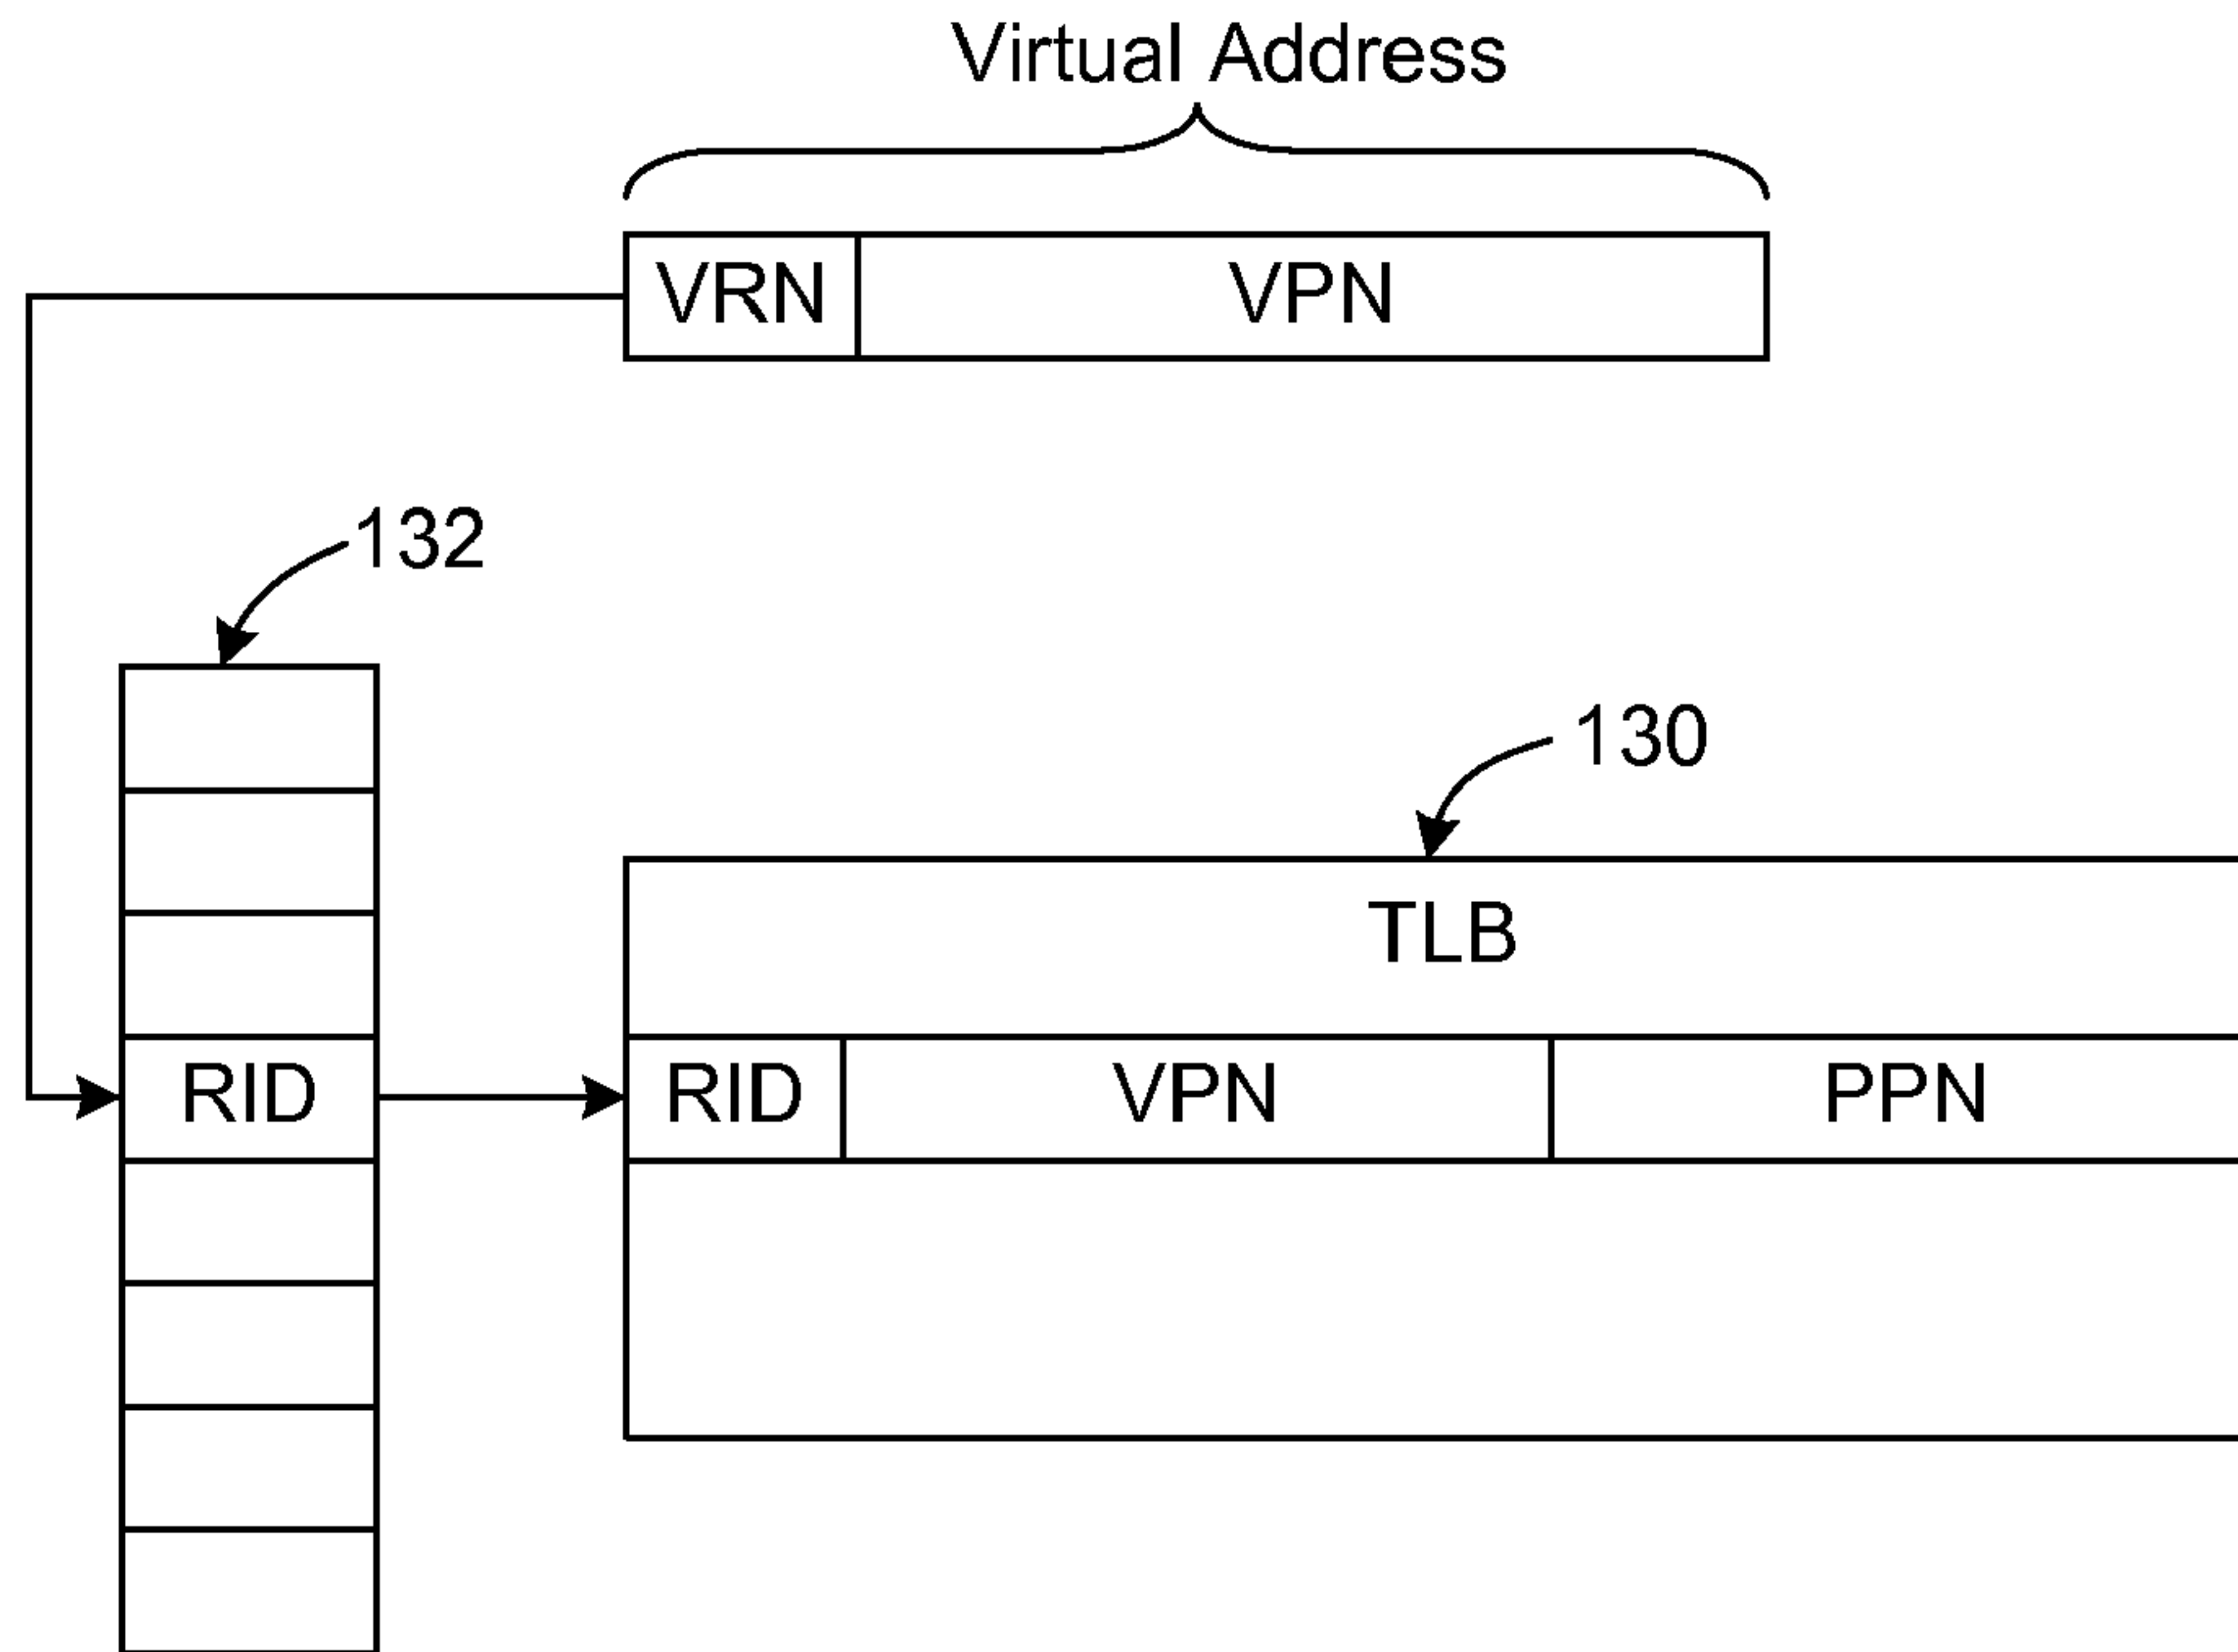 Virtual Address
VRN VPN
132
130
TLB
RID RID VPN PPN